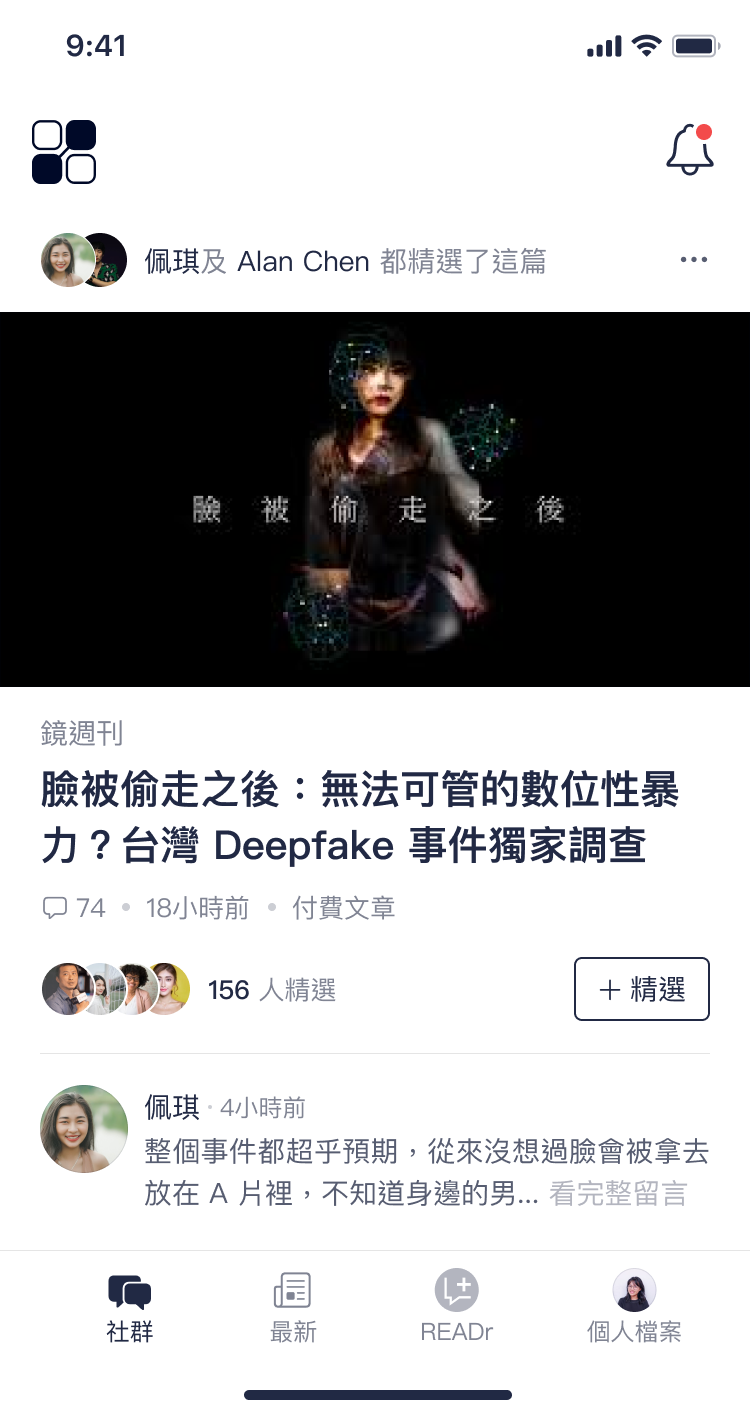 9:41
佩琪及 Alan Chen 都精選了這篇
臉被偷走之後
鏡週刊
臉被偷走之後：無法可管的數位性暴
力？台灣 Deepfake 事件獨家調查
74 • 18小時前 • 付費文章
156 人精選
＋ 精選
佩琪 · 4小時前
整個事件都超乎預期，從來沒想過臉會被拿去
放在 A 片裡，不知道身邊的男... 看完整留言
社群
最新
READr
個人檔案